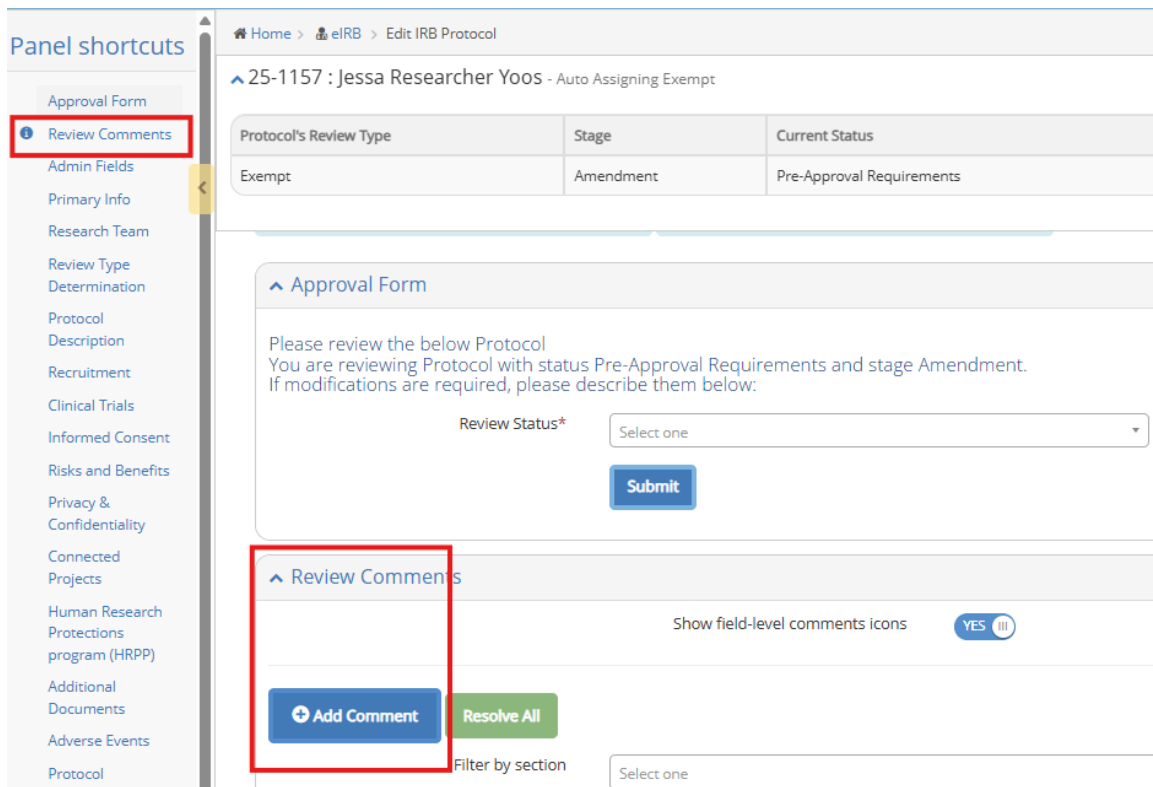 Panel shortcuts
Approval Form
Review Comments
Admin Fields
Primary Info
Research Team
Review Type
Determination
Protocol
Description
Recruitment
Clinical Trials
Informed Consent
Risks and Benefits
Privacy &
Confidentiality
Connected
Projects
Human Research
Protections
program (HRPP)
Additional
Documents
Adverse Events
Protocol
Home > eIRB > Edit IRB Protocol
25-1157 : Jessa Researcher Yoos - Auto Assigning Exempt
Protocol's Review Type Stage Current Status
Exempt Amendment Pre-Approval Requirements
Approval Form
Please review the below Protocol
You are reviewing Protocol with status Pre-Approval Requirements and stage Amendment.
If modifications are required, please describe them below:
Review Status* Select one
Submit
Review Comments
Show field-level comments icons YES
Add Comment Resolve All
Filter by section Select one